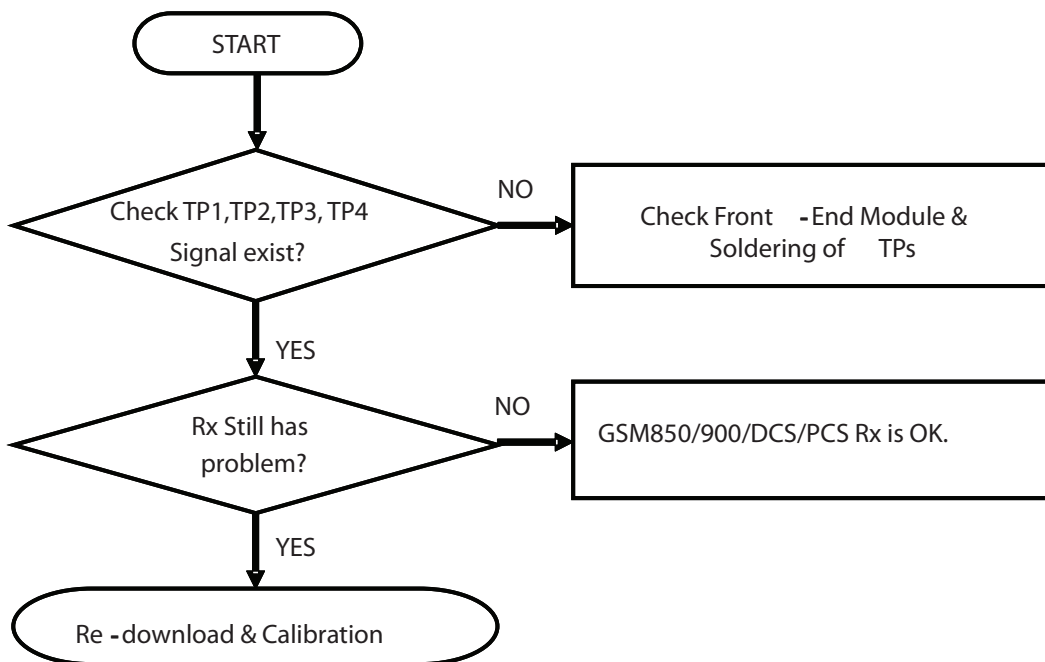 START
Check TP1,TP2,TP3, TP4
Signal exist?
NO
Check Front -End Module &
Soldering of TPs
YES
Rx Still has
problem?
NO
GSM850/900/DCS/PCS Rx is OK.
YES
Re -download & Calibration